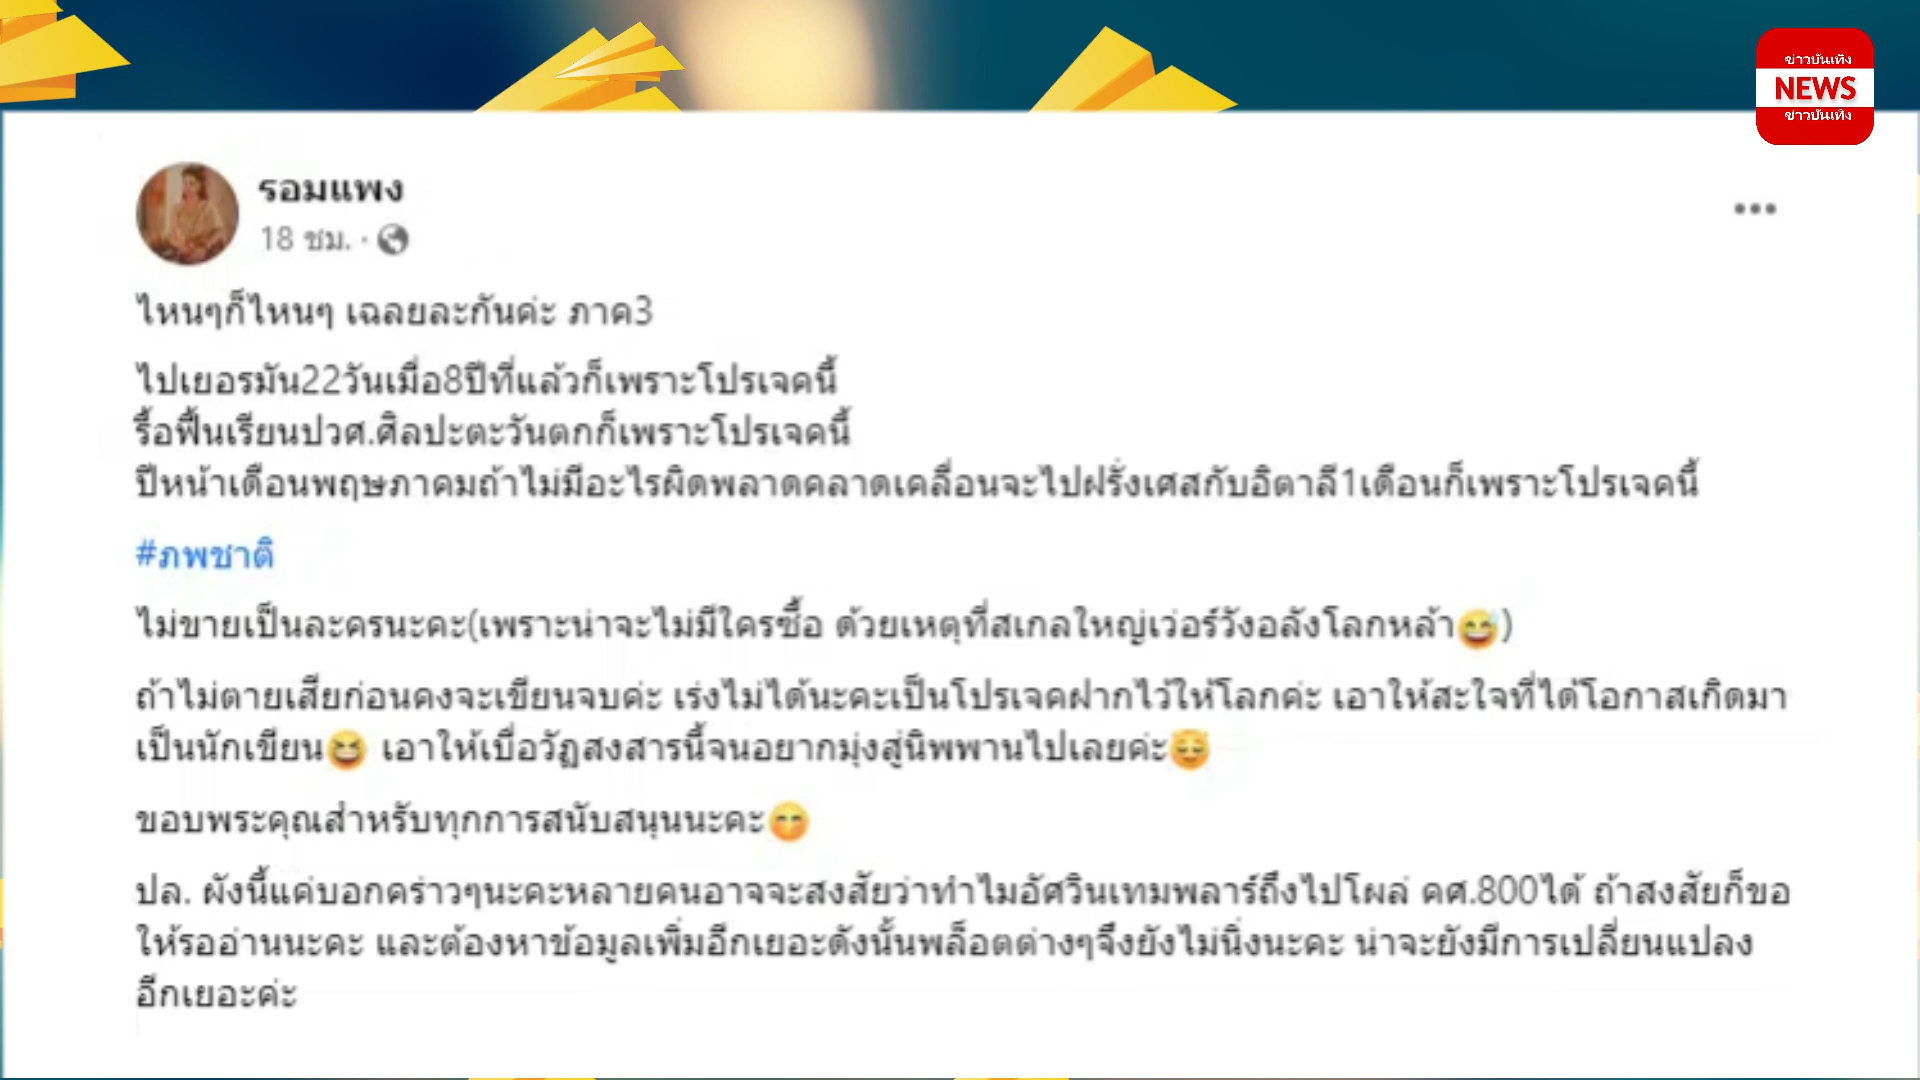 ข่าวบันเทิง
NEWS
ข่าวบันเทิง
รอมแพง
18 ชม. ·
ไหนๆก็ไหนๆ เฉลยละกันค่ะ ภาค3
ไปเยอรมัน22วันเมื่อ8ปีที่แล้วก็เพราะโปรเจคนี้
รื้อฟื้นเรียนปวศ.ศิลปะตะวันตกก็เพราะโปรเจคนี้
ปีหน้าเดือนพฤษภาคมถ้าไม่มีอะไรผิดพลาดคลาดเคลื่อนจะไปฝรั่งเศสกับอิตาลี1เดือนก็เพราะโปรเจคนี้
#ภพชาติ
ไม่ขายเป็นละครนะคะ(เพราะน่าจะไม่มีใครซื้อ ด้วยเหตุที่สเกลใหญ่เว่อร์วังอลังโลกหล้า😅)
ถ้าไม่ตายเสียก่อนคงจะเขียนจบค่ะ เร่งไม่ได้นะคะเป็นโปรเจคฝากไว้ให้โลกค่ะ เอาให้สะใจที่ได้โอกาสเกิดมา
เป็นนักเขียน😆 เอาให้เบื่อวัฏสงสารนี้จนอยากมุ่งสู่นิพพานไปเลยค่ะ😌
ขอบพระคุณสำหรับทุกการสนับสนุนนะคะ😊
ปล. ผังนี้แค่บอกคร่าวๆนะคะหลายคนอาจจะสงสัยว่าทำไมอัศวินเทมพลาร์ถึงไปโผล่ คศ.800ได้ ถ้าสงสัยก็ขอ
ให้รออ่านนะคะ และต้องหาข้อมูลเพิ่มอีกเยอะดังนั้นพล็อตต่างๆจึงยังไม่นิ่งนะคะ น่าจะยังมีการเปลี่ยนแปลง
อีกเยอะค่ะ